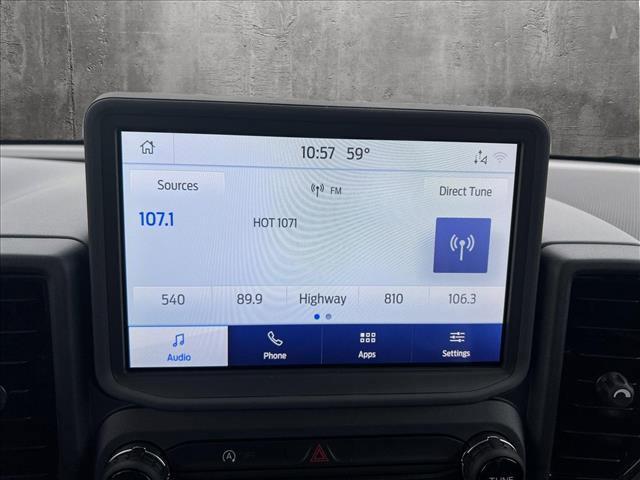 10:57 59°
Sources
FM
Direct Tune
107.1
HOT 1071
540 89.9 Highway 810 106.3
Audio Phone Apps Settings
TUNE